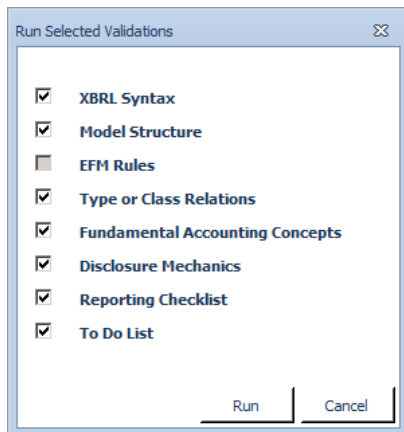 Run Selected Validations
XBRL Syntax
Model Structure
EFM Rules
Type or Class Relations
Fundamental Accounting Concepts
Disclosure Mechanics
Reporting Checklist
To Do List
Run Cancel